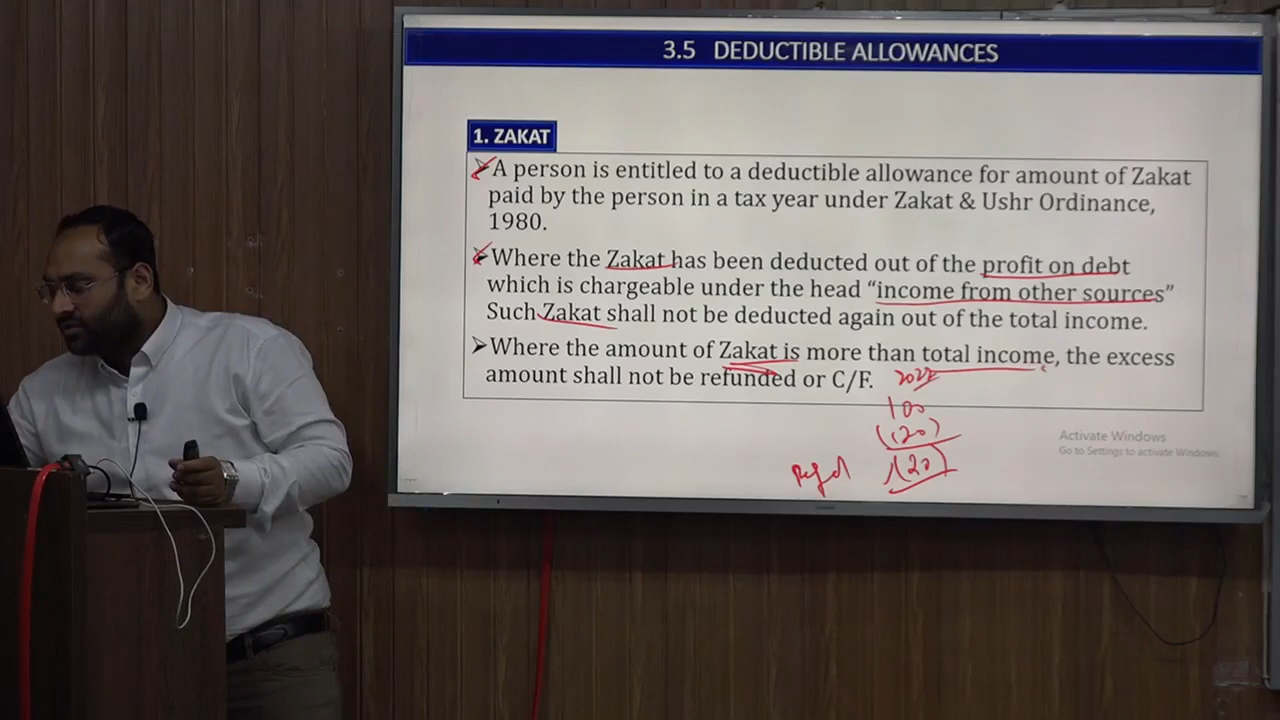 3.5 DEDUCTIBLE ALLOWANCES
1. ZAKAT
➤A person is entitled to a deductible allowance for amount of Zakat
paid by the person in a tax year under Zakat & Ushr Ordinance,
1980.
➤Where the Zakat has been deducted out of the profit on debt
which is chargeable under the head “income from other sources”
Such Zakat shall not be deducted again out of the total income.
➤Where the amount of Zakat is more than total income, the excess
amount shall not be refunded or C/F.
100
(120)
(20)
Activate Windows
Go to Settings to activate Windows.